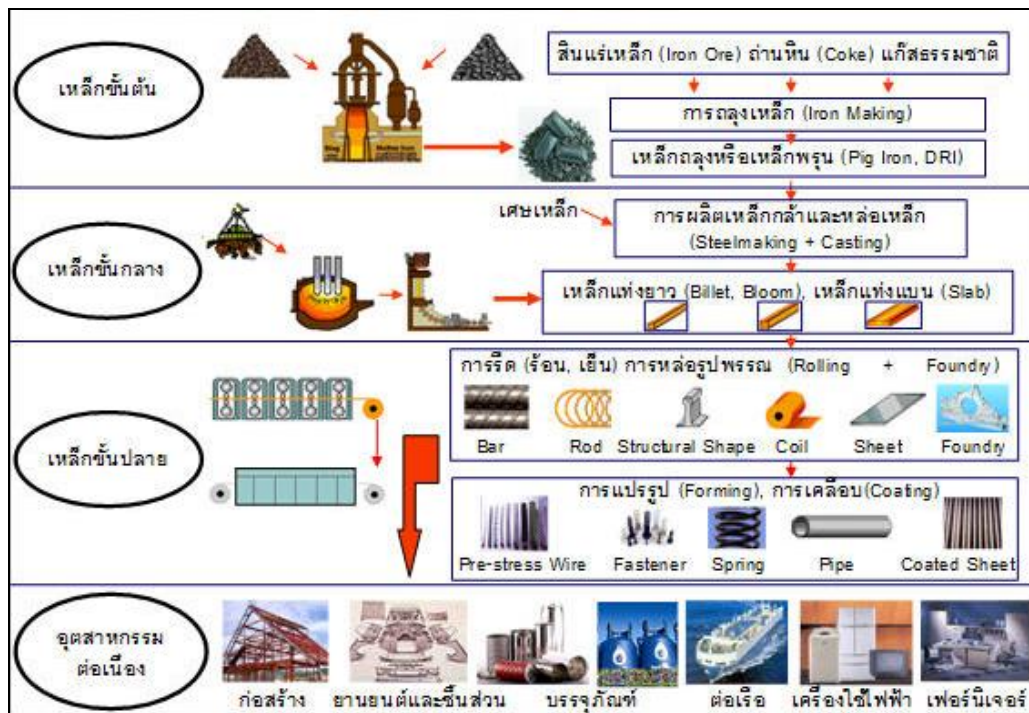 เหล็กขั้นต้น
สินแร่เหล็ก (Iron Ore) ถ่านหิน (Coke) แก๊สธรรมชาติ
การถลุงเหล็ก (Iron Making)
เหล็กถลุงหรือเหล็กพรุน (Pig Iron, DRI)
เหล็กขั้นกลาง
เศษเหล็ก
การผลิตเหล็กกล้าและหล่อเหล็ก
(Steelmaking + Casting)
เหล็กแท่งยาว (Billet, Bloom), เหล็กแท่งแบน (Slab)
เหล็กขั้นปลาย
การรีด (ร้อน, เย็น) การหล่อรูปพรรณ (Rolling + Foundry)
Bar Rod Structural Shape Coil Sheet Foundry
การแปรรูป (Forming), การเคลือบ(Coating)
Pre-stress Wire Fastener Spring Pipe Coated Sheet
อุตสาหกรรม
ต่อเนื่อง
ก่อสร้าง ยานยนต์และชิ้นส่วน บรรจุภัณฑ์ ต่อเรือ เครื่องใช้ไฟฟ้า เฟอร์นิเจอร์